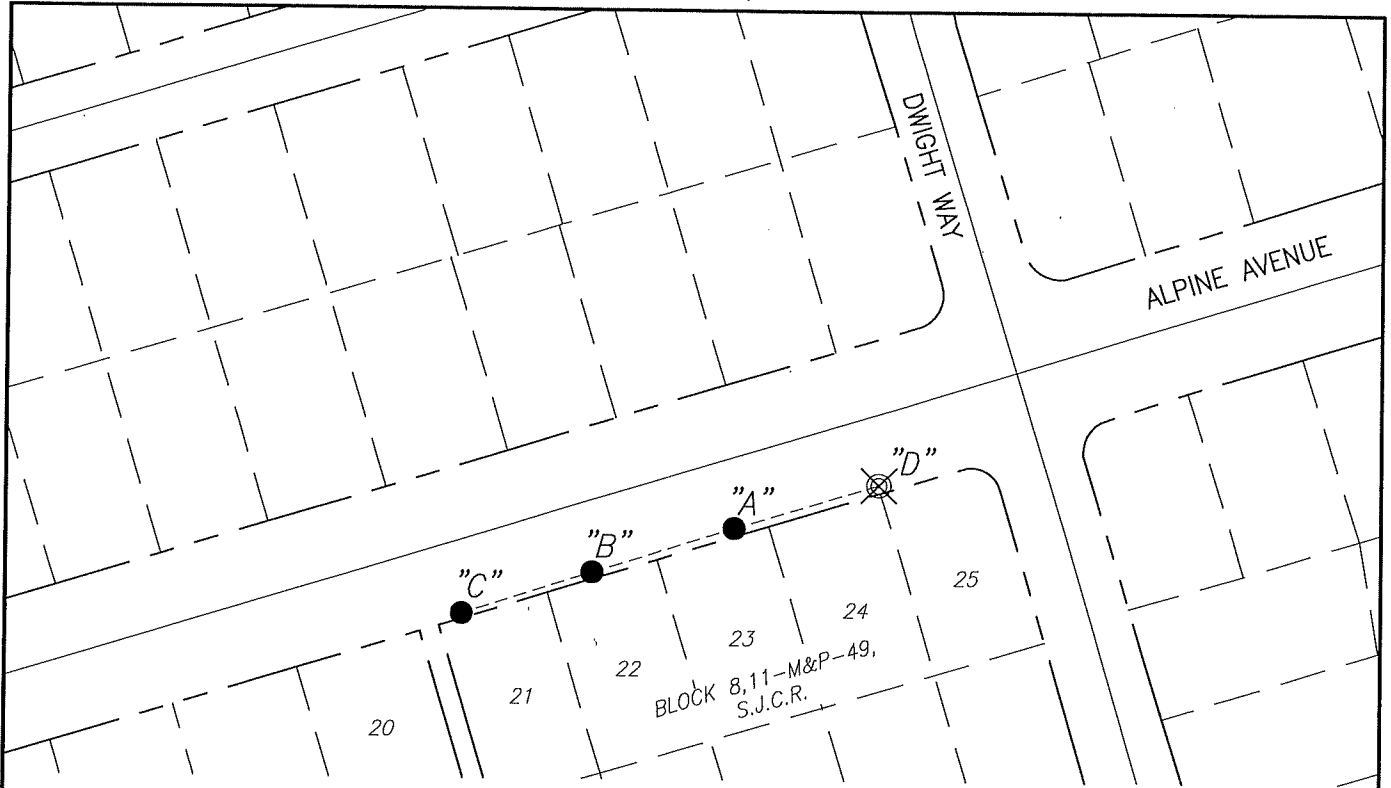 DWIGHT WAY
ALPINE AVENUE
"D"
"A"
"B"
"C"
25
24
23
22
21
20
BLOCK 8,11-M&P-49,
S.J.C.R.